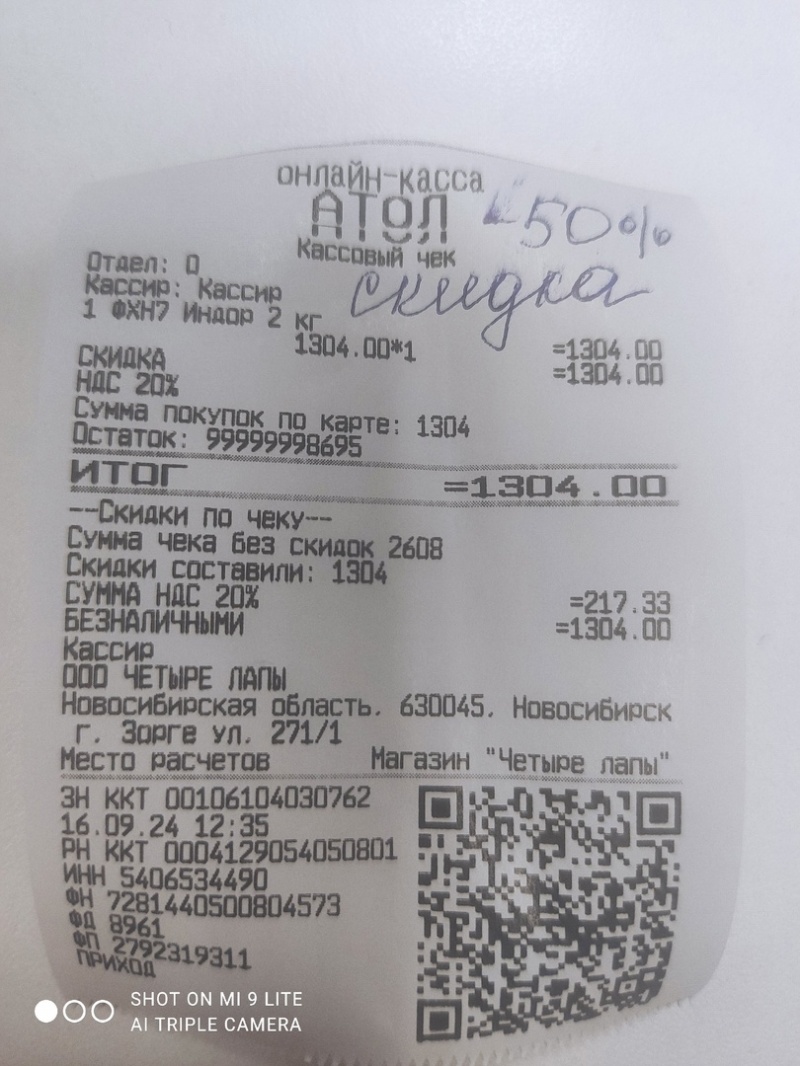 онлайн-касса
АТОЛ
-50%
Кассовый чек
скидка
Отдел: 0
Кассир: Кассир
1 ФХН7 Индор 2 кг
1304.00*1 =1304.00
СКИДКА =1304.00
НДС 20%
Сумма покупок по карте: 1304
Остаток: 99999998695
ИТОГ =1304.00
--Скидки по чеку--
Сумма чека без скидок 2608
Скидки составили: 1304
СУММА НДС 20% =217.33
БЕЗНАЛИЧНЫМИ =1304.00
Кассир
ООО ЧЕТЫРЕ ЛАПЫ
Новосибирская область. 630045. Новосибирск
г. Зорге ул. 271/1
Место расчетов Магазин "Четыре лапы"
ЗН ККТ 00106104030762
16.09.24 12:35
РН ККТ 0004129054050801
ИНН 5406534490
ФН 7281440500804573
ФД 8961
ФП 2792319311
ПРИХОД
SHOT ON MI 9 LITE
AI TRIPLE CAMERA